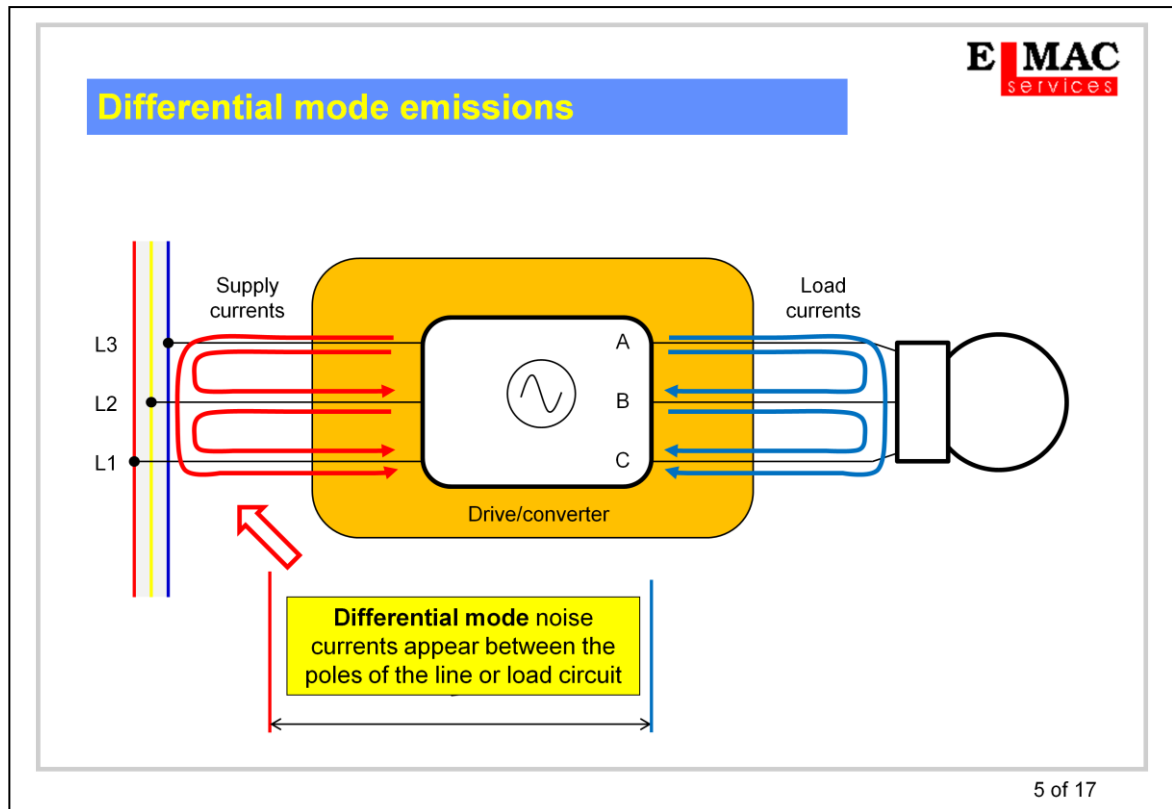 E MAC
services
Differential mode emissions
Supply
currents
Load
currents
L3
A
L2
B
L1
C
Drive/converter
Differential mode noise
currents appear between the
poles of the line or load circuit
5 of 17